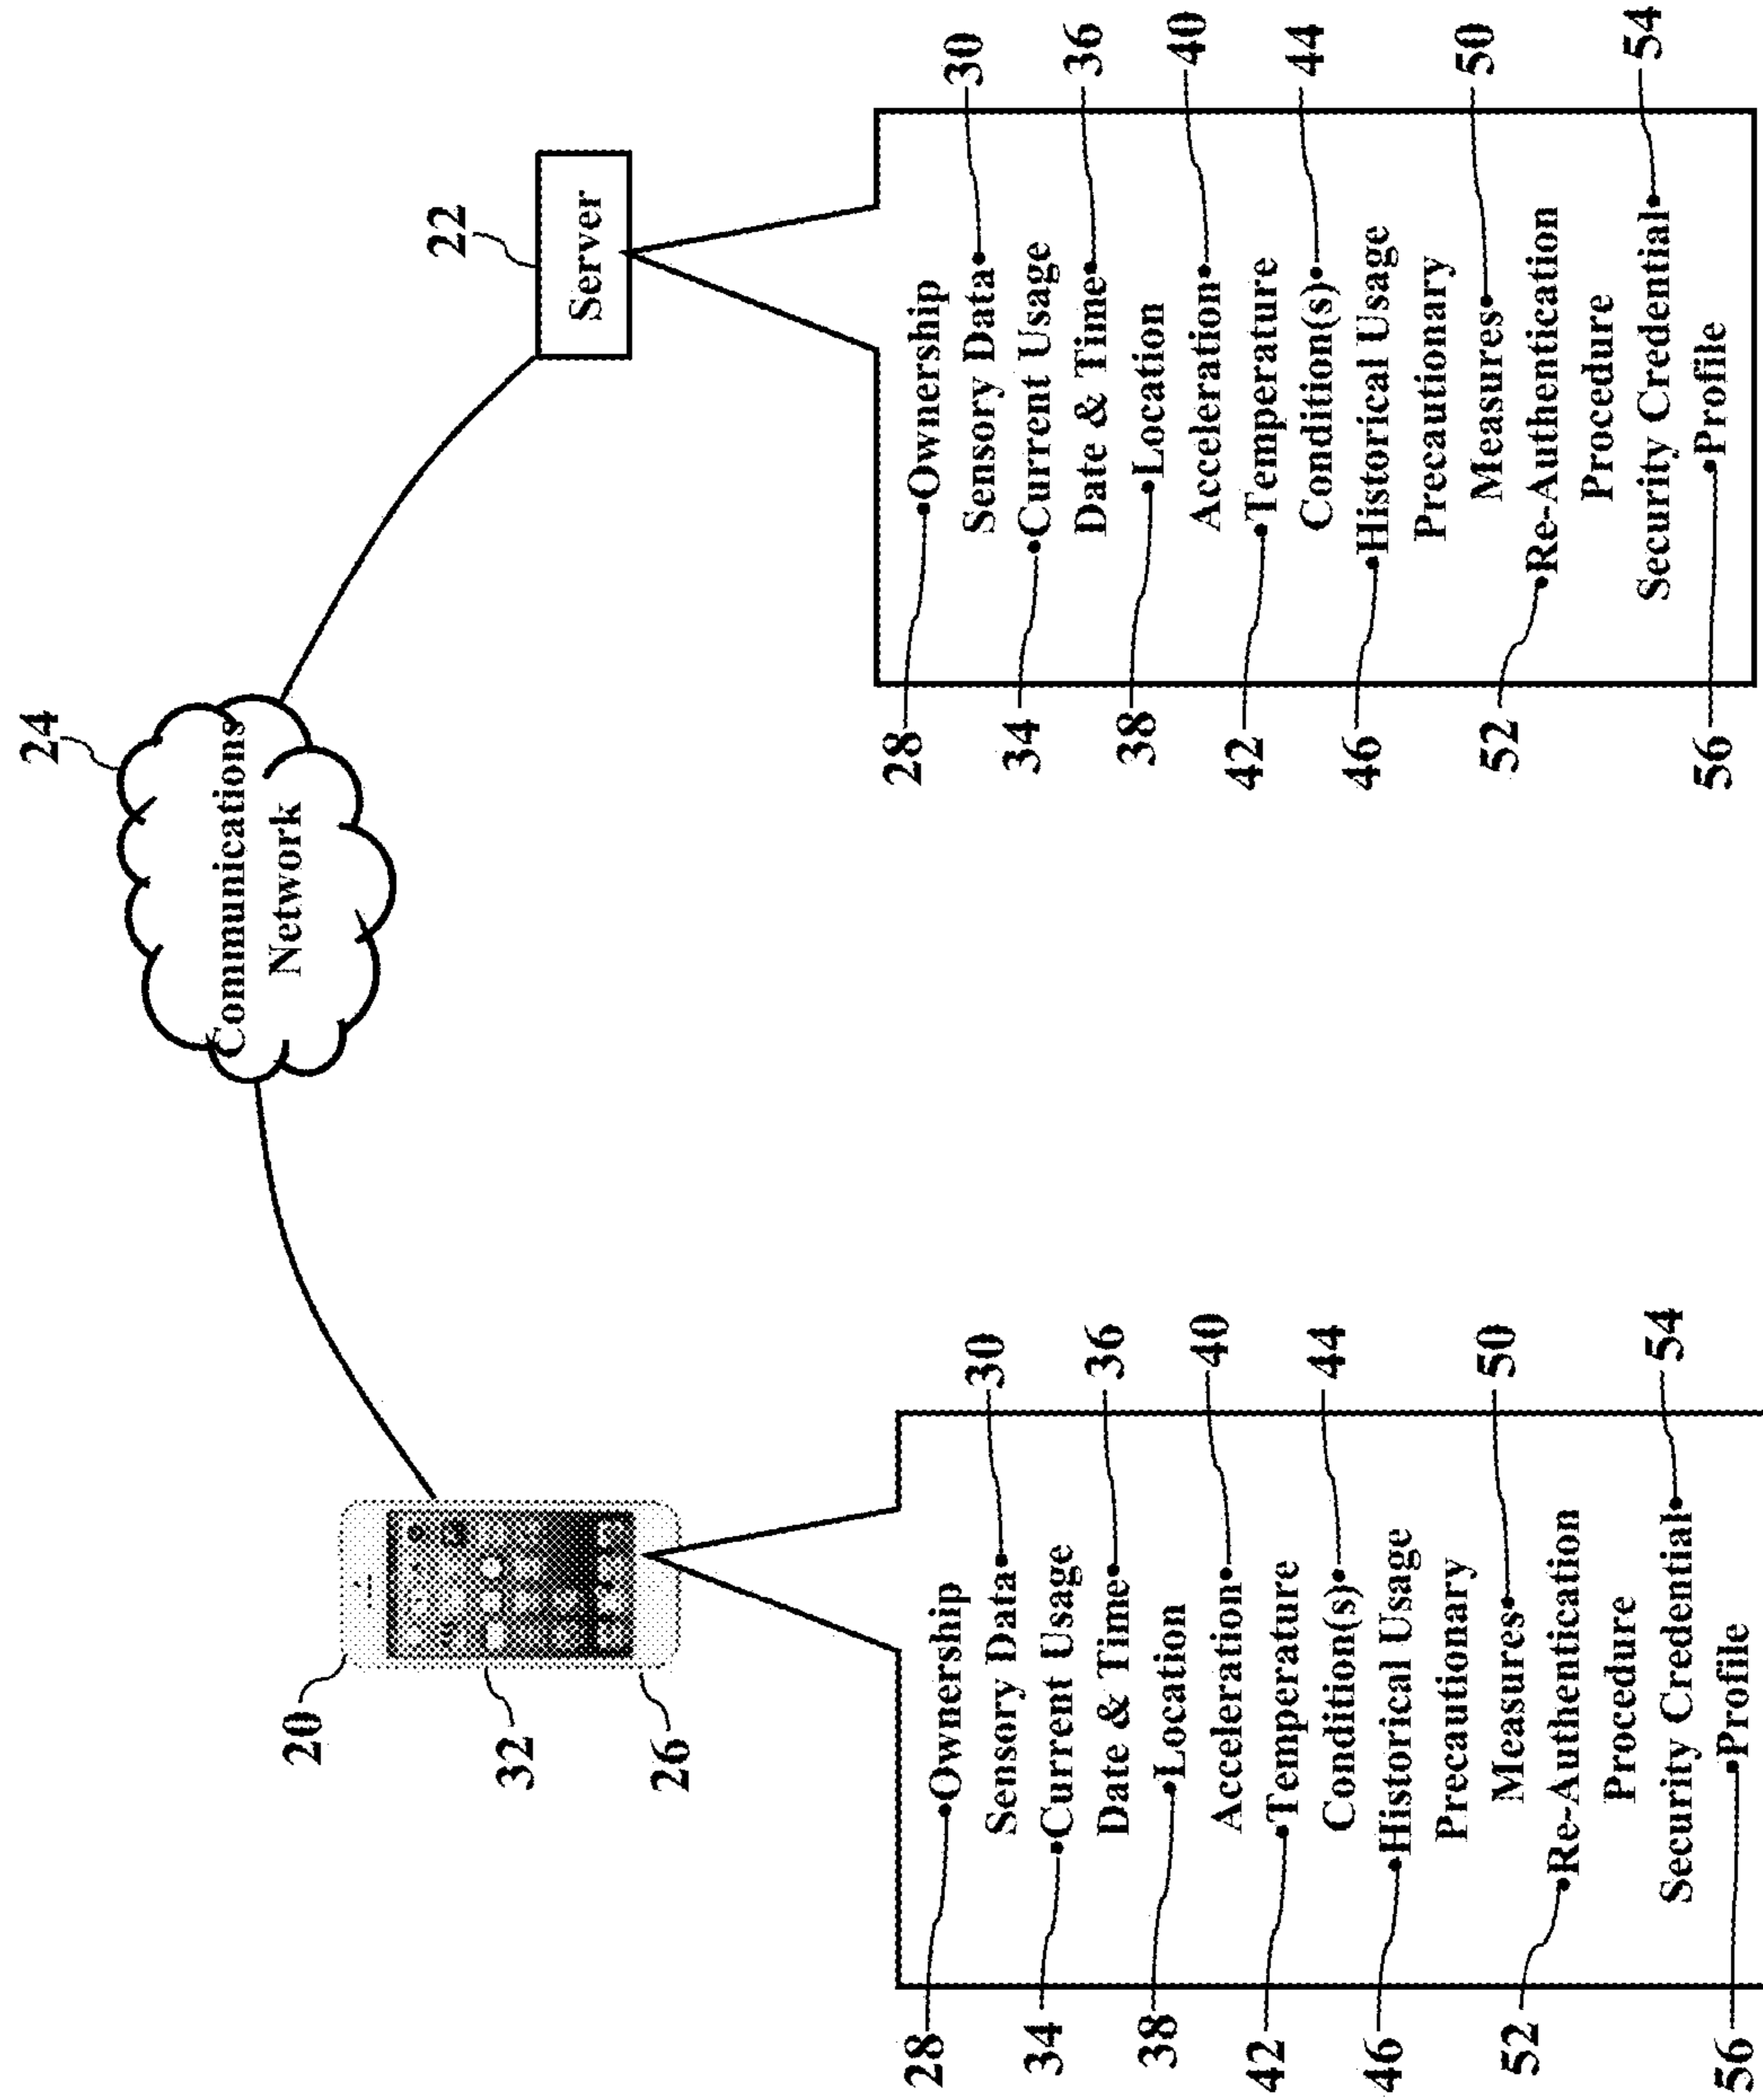 24
Communications
Network
22
Server
20
32
26
28
Ownership
30
Sensory Data
34
Current Usage
36
Date & Time
38
Location
40
Acceleration
42
Temperature
44
Condition(s)
46
Historical Usage
Precautionary
50
Measures
52
Re-Authentication
Procedure
54
Security Credential
56
Profile
28
Ownership
30
Sensory Data
34
Current Usage
36
Date & Time
38
Location
40
Acceleration
42
Temperature
44
Condition(s)
46
Historical Usage
Precautionary
50
Measures
52
Re-Authentication
Procedure
54
Security Credential
56
Profile